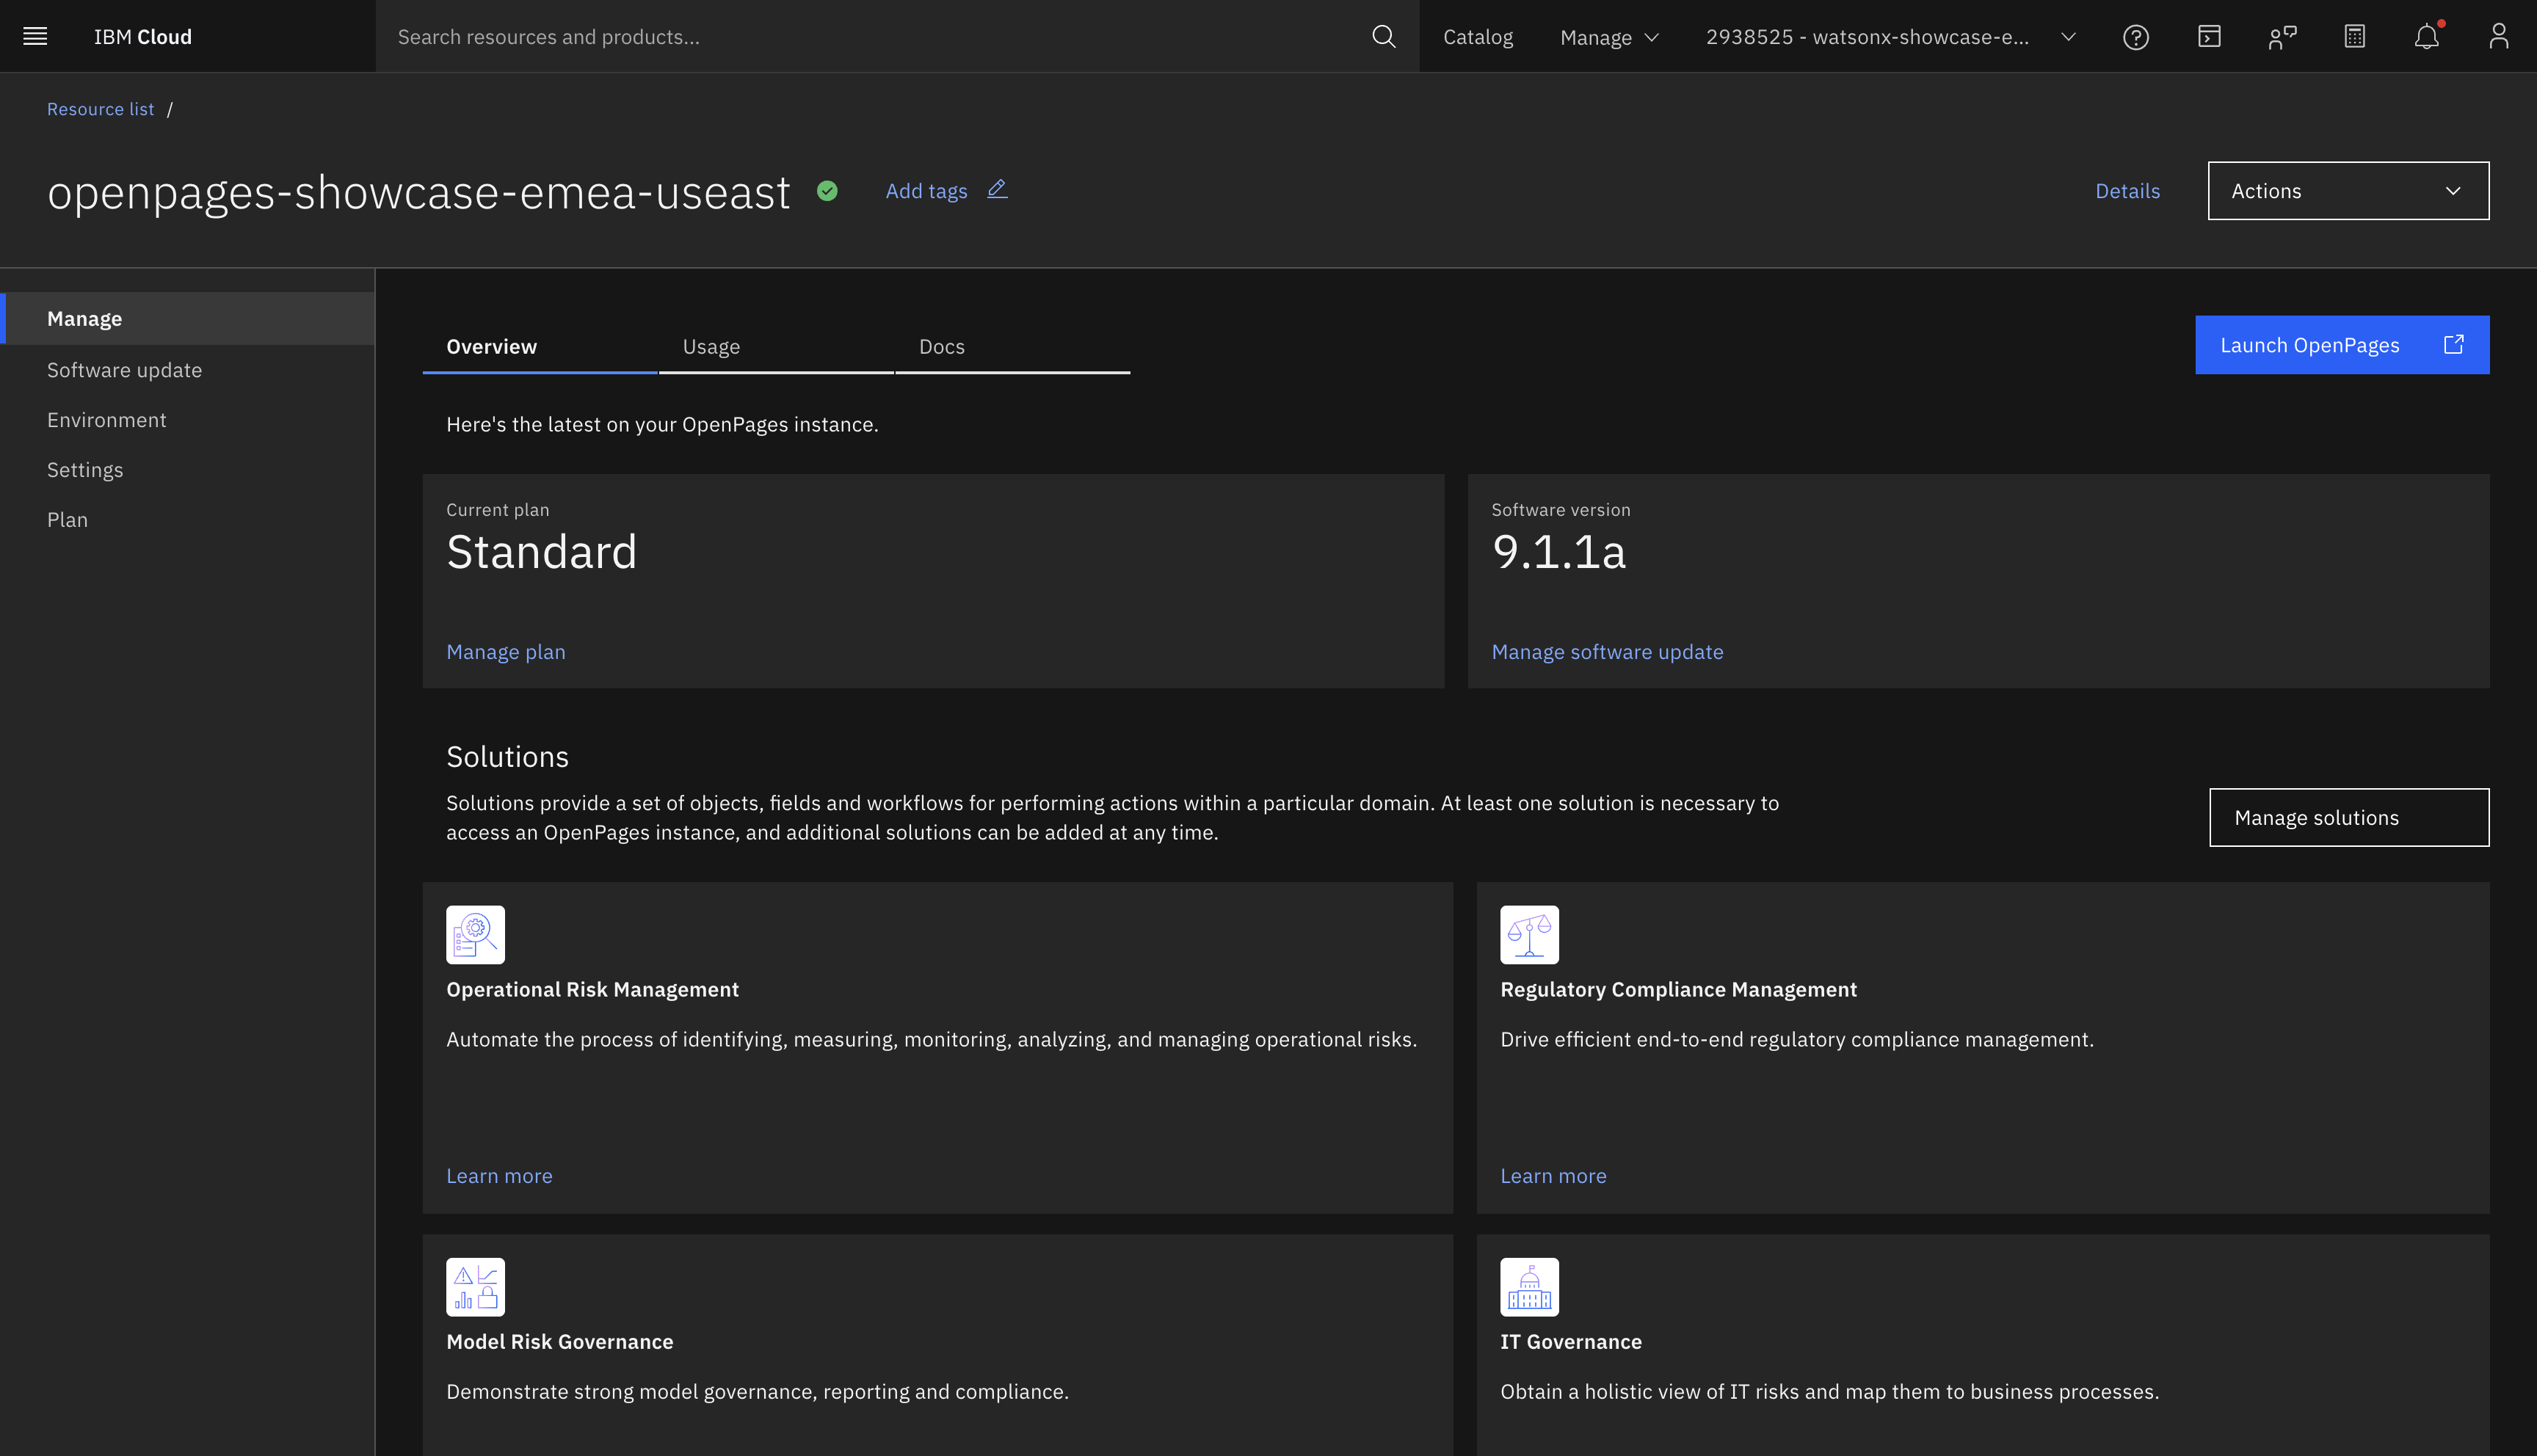 IBM Cloud
Search resources and products...
Catalog
Manage
2938525 - watsonx-showcase-e...
Resource list /
openpages-showcase-emea-useast
Add tags
Details
Actions
Manage
Software update
Environment
Settings
Plan
Overview
Usage
Docs
Launch OpenPages
Here's the latest on your OpenPages instance.
Current plan
Standard
Manage plan
Software version
9.1.1a
Manage software update
Solutions
Solutions provide a set of objects, fields and workflows for performing actions within a particular domain. At least one solution is necessary to
access an OpenPages instance, and additional solutions can be added at any time.
Manage solutions
Operational Risk Management
Automate the process of identifying, measuring, monitoring, analyzing, and managing operational risks.
Learn more
Regulatory Compliance Management
Drive efficient end-to-end regulatory compliance management.
Learn more
Model Risk Governance
Demonstrate strong model governance, reporting and compliance.
IT Governance
Obtain a holistic view of IT risks and map them to business processes.